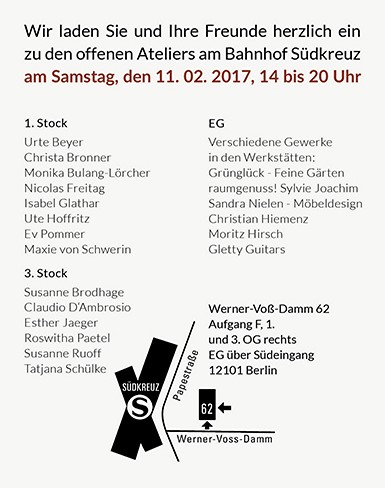 Wir laden Sie und Ihre Freunde herzlich ein
zu den offenen Ateliers am Bahnhof Südkreuz
am Samstag, den 11. 02. 2017, 14 bis 20 Uhr
1. Stock
Urte Beyer
Christa Bronner
Monika Bulang-Lörcher
Nicolas Freitag
Isabel Glathar
Ute Hoffritz
Ev Pommer
Maxie von Schwerin
3. Stock
Susanne Brodhage
Claudio D'Ambrosio
Esther Jaeger
Roswitha Paetel
Susanne Ruoff
Tatjana Schülke
EG
Verschiedene Gewerke
in den Werkstätten:
Grünglück - Feine Gärten
raumgenuss! Sylvie Joachim
Sandra Nielen - Möbeldesign
Christian Hiemenz
Moritz Hirsch
Gletty Guitars
Werner-Voß-Damm 62
Aufgang F, 1.
und 3. OG rechts
EG über Südeingang
12101 Berlin
SÜDKREUZ
S
Papestraße
62
Werner-Voss-Damm